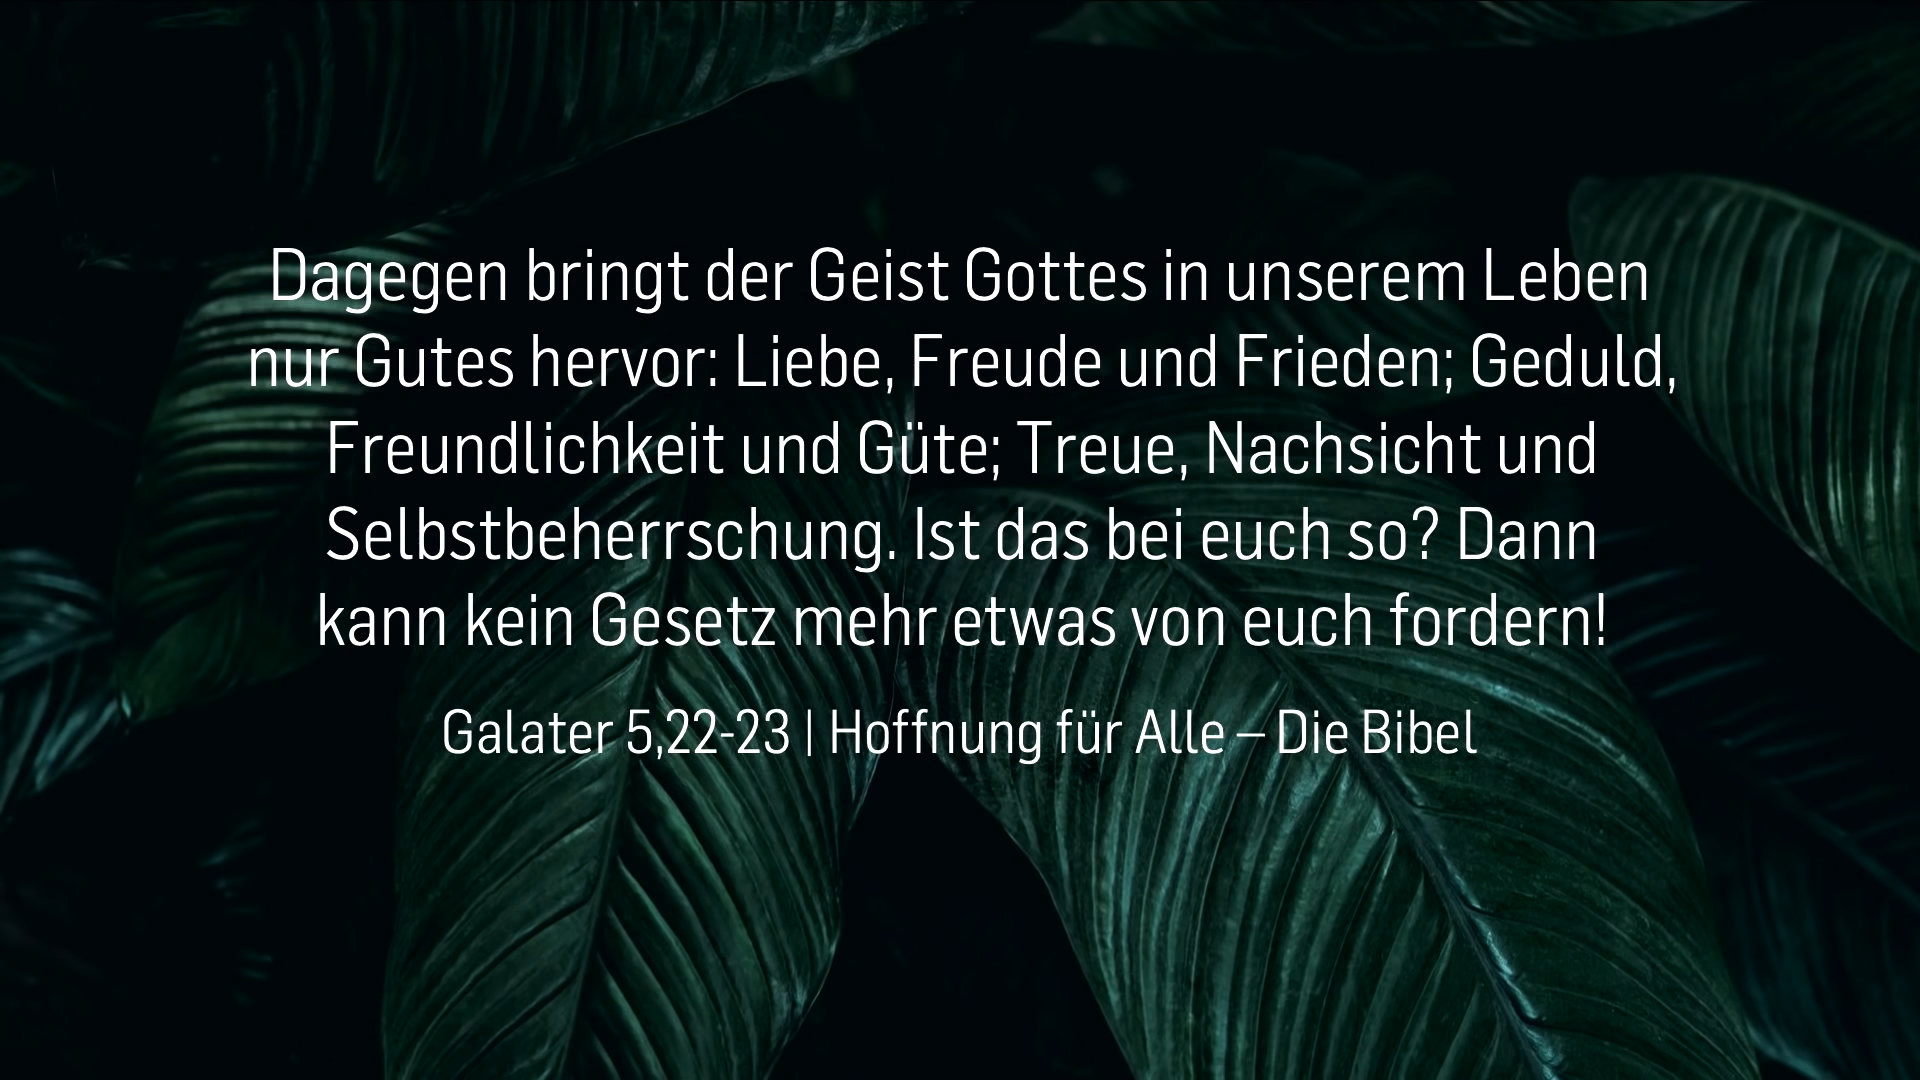 Dagegen bringt der Geist Gottes in unserem Leben
nur Gutes hervor: Liebe, Freude und Frieden; Geduld,
Freundlichkeit und Güte; Treue, Nachsicht und
Selbstbeherrschung. Ist das bei euch so? Dann
kann kein Gesetz mehr etwas von euch fordern!
Galater 5,22-23 | Hoffnung für Alle – Die Bibel